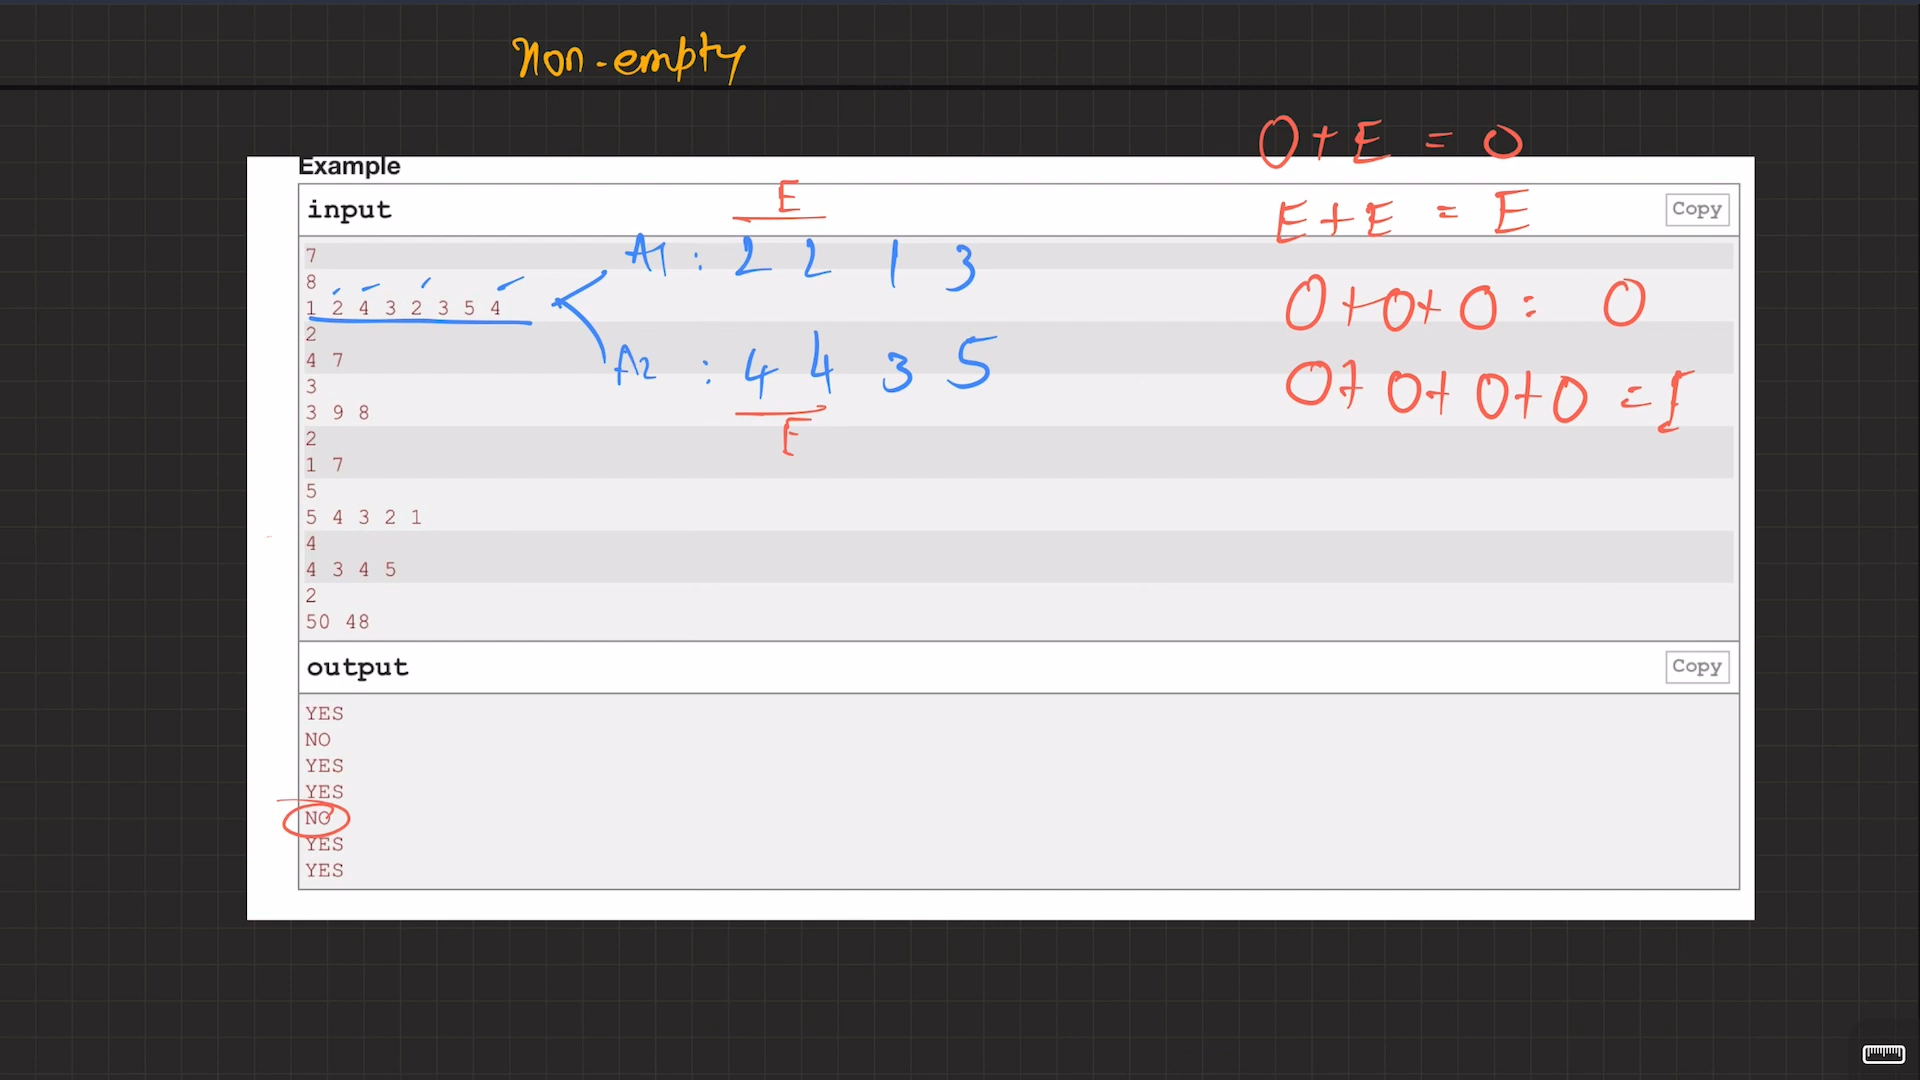 Non-empty
O + E = O
Example
E
input
Copy
E + E = E
7
A1 : 2 2 1 3
8
1 2 4 3 2 3 5 4
O + O + O : O
2
4 7
A2 : 4 4 3 5
3
O + O + O + O = E
3 9 8
E
2
1 7
5
5 4 3 2 1
4
4 3 4 5
2
50 48
output
Copy
YES
NO
YES
YES
NO
YES
YES